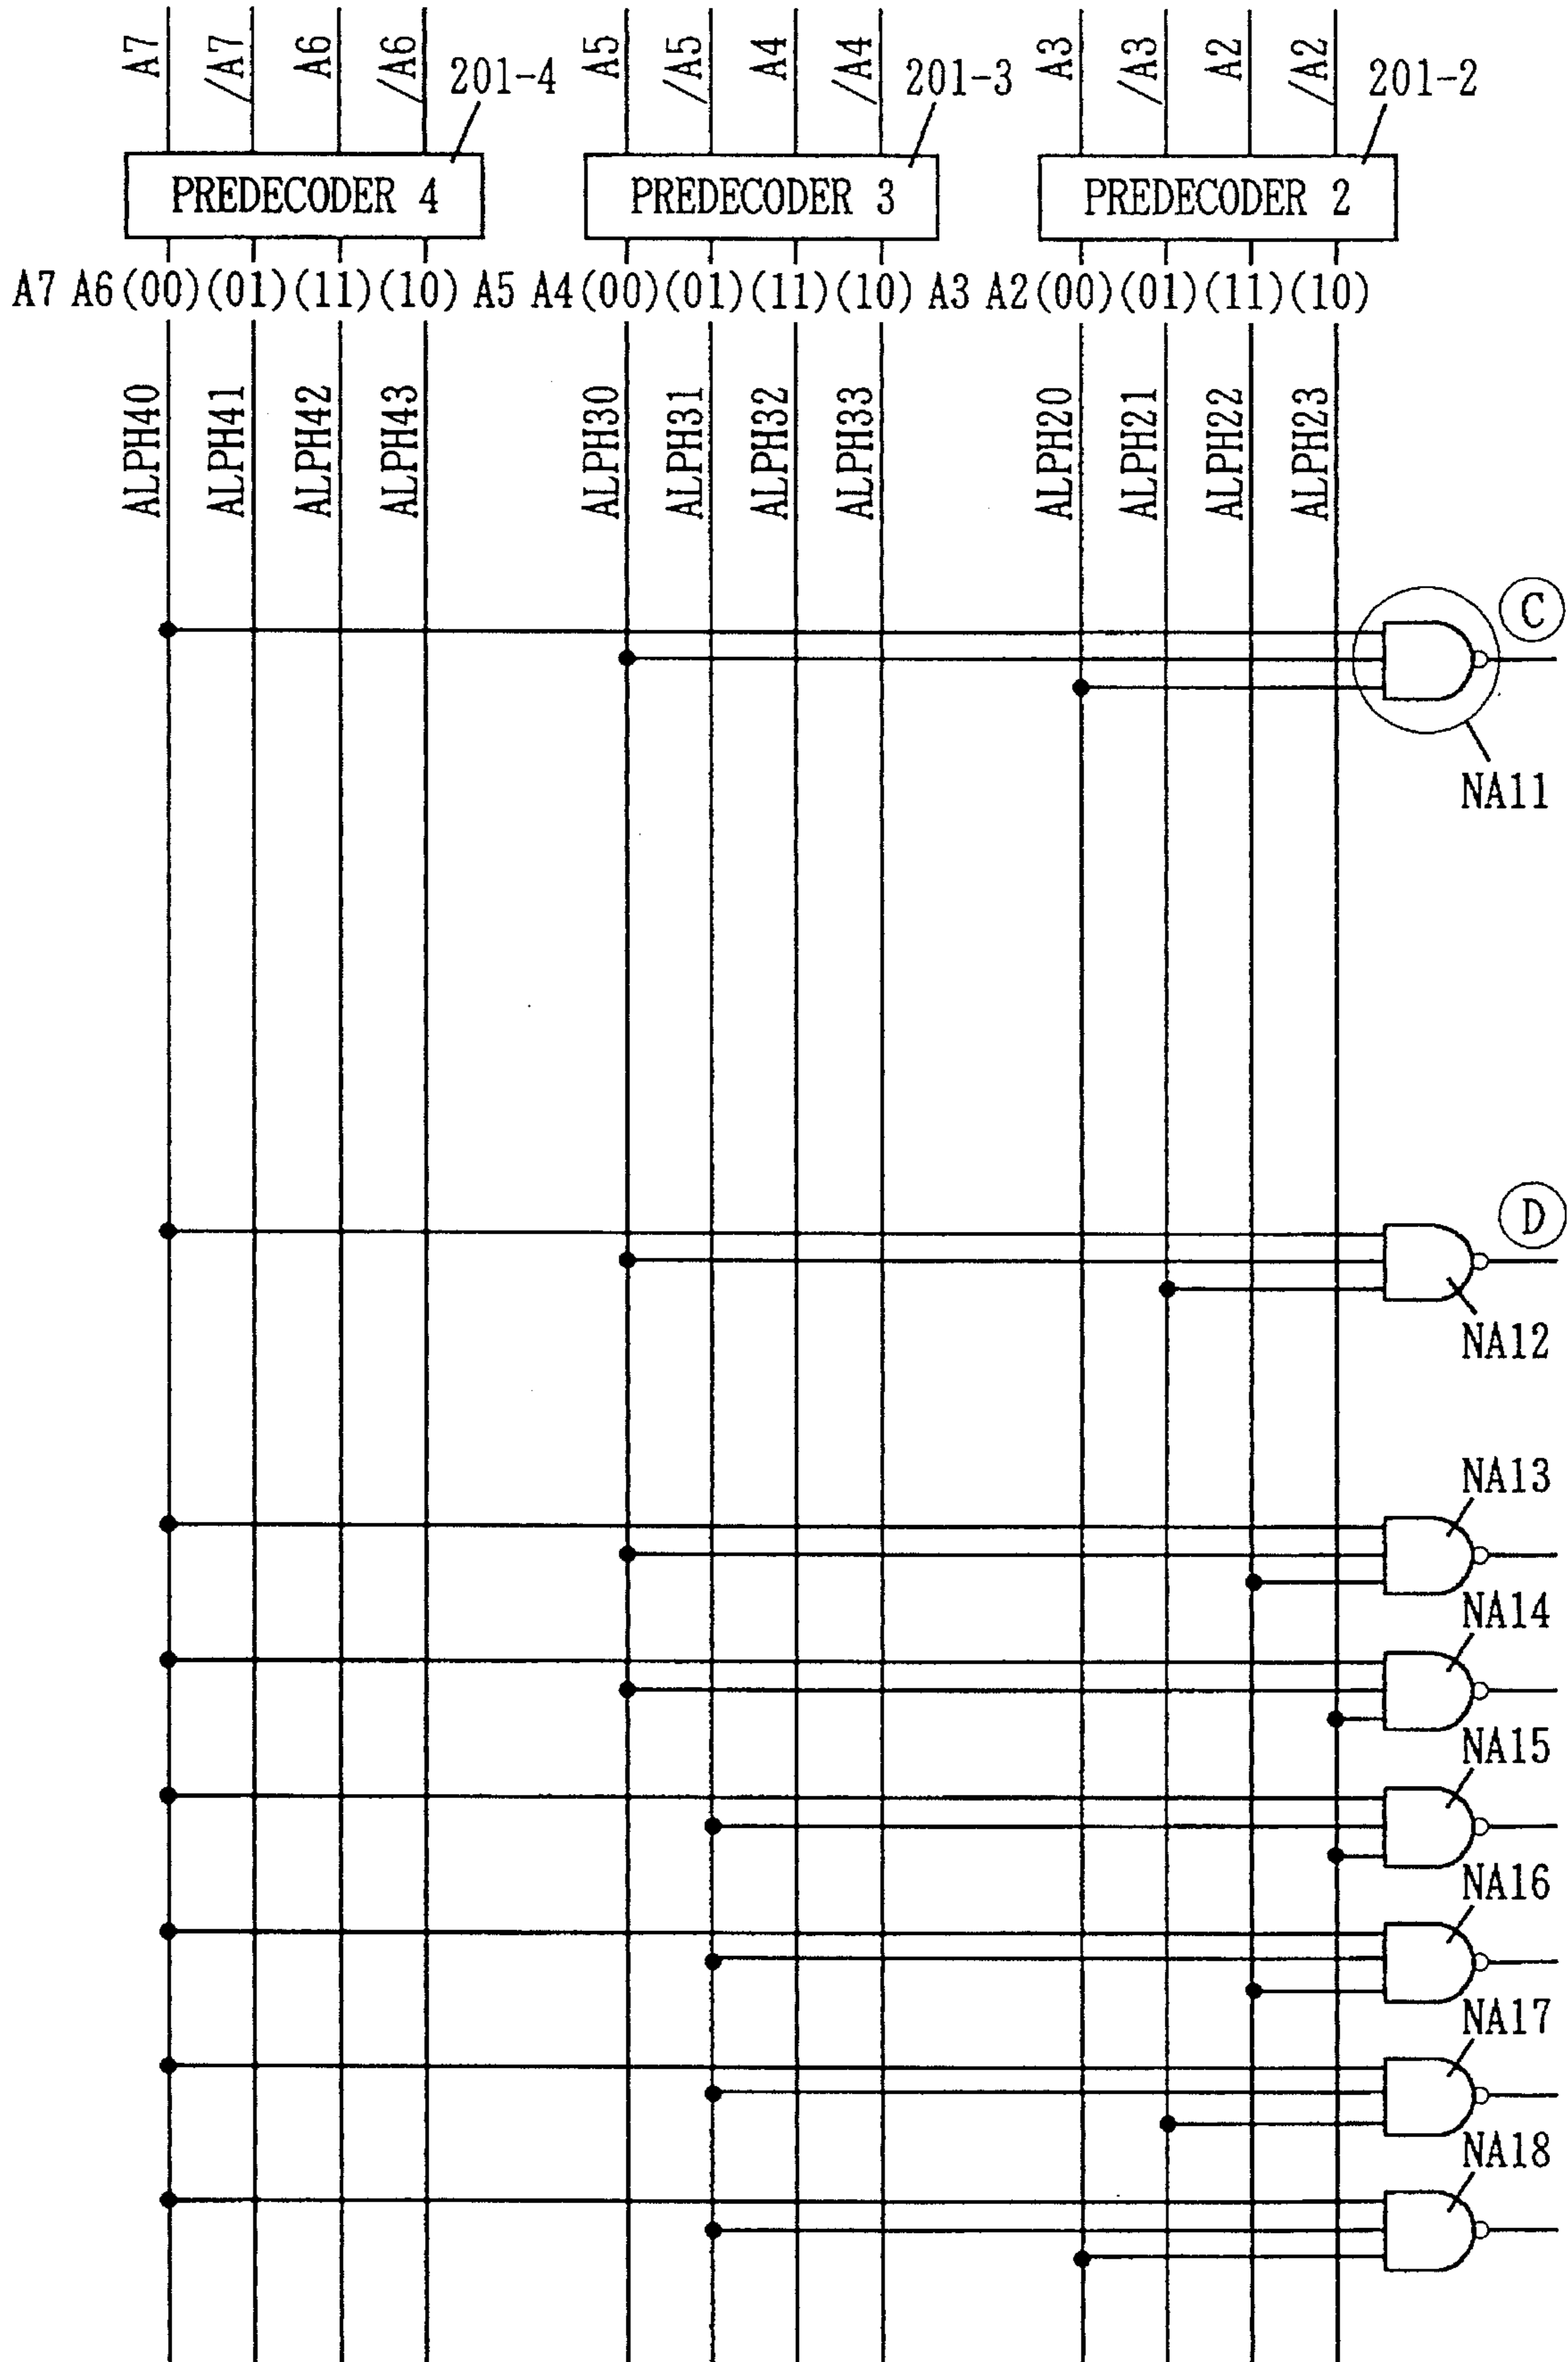 A7 /A7 A6 /A6 A5 /A5 A4 /A4 A3 /A3 A2 /A2
201-4 201-3 201-2
PREDECODER 4 PREDECODER 3 PREDECODER 2
A7 A6(00)(01)(11)(10) A5 A4(00)(01)(11)(10) A3 A2(00)(01)(11)(10)
ALPH40 ALPH41 ALPH42 ALPH43 ALPH30 ALPH31 ALPH32 ALPH33 ALPH20 ALPH21 ALPH22 ALPH23
C
NA11
D
NA12
NA13
NA14
NA15
NA16
NA17
NA18